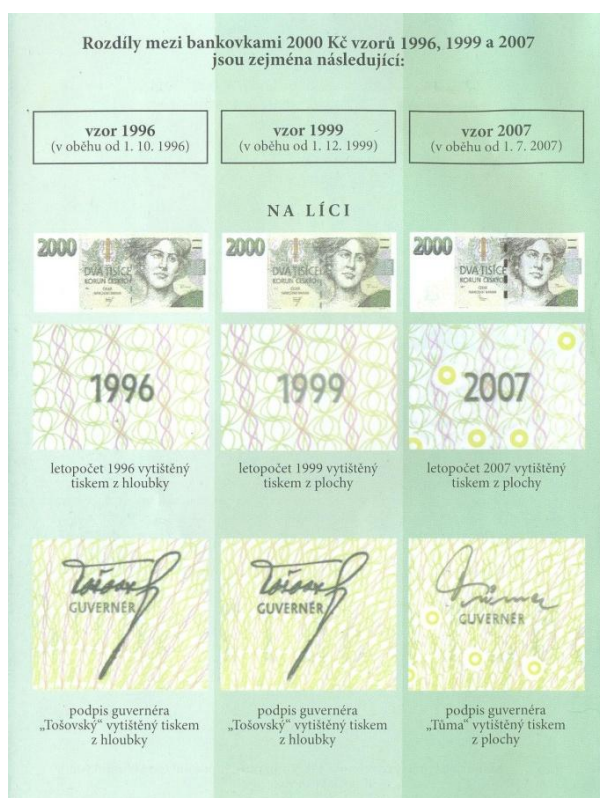 Rozdíly mezi bankovkami 2000 Kč vzorů 1996, 1999 a 2007
jsou zejména následující:
vzor 1996
(v oběhu od 1. 10. 1996)
vzor 1999
(v oběhu od 1. 12. 1999)
vzor 2007
(v oběhu od 1. 7. 2007)
NA LÍCI
2000
DVA TISÍCE
KORUN ČESKÝCH
2000
DVA TISÍCE
KORUN ČESKÝCH
2000
DVA TISÍCE
KORUN ČESKÝCH
1996
1999
2007
letopočet 1996 vytištěný
tiskem z hloubky
letopočet 1999 vytištěný
tiskem z plochy
letopočet 2007 vytištěný
tiskem z plochy
GUVERNÉR
GUVERNÉR
GUVERNÉR
podpis guvernéra
„Tošovský“ vytištěný tiskem
z hloubky
podpis guvernéra
„Tošovský“ vytištěný tiskem
z hloubky
podpis guvernéra
„Tůma“ vytištěný tiskem
z plochy